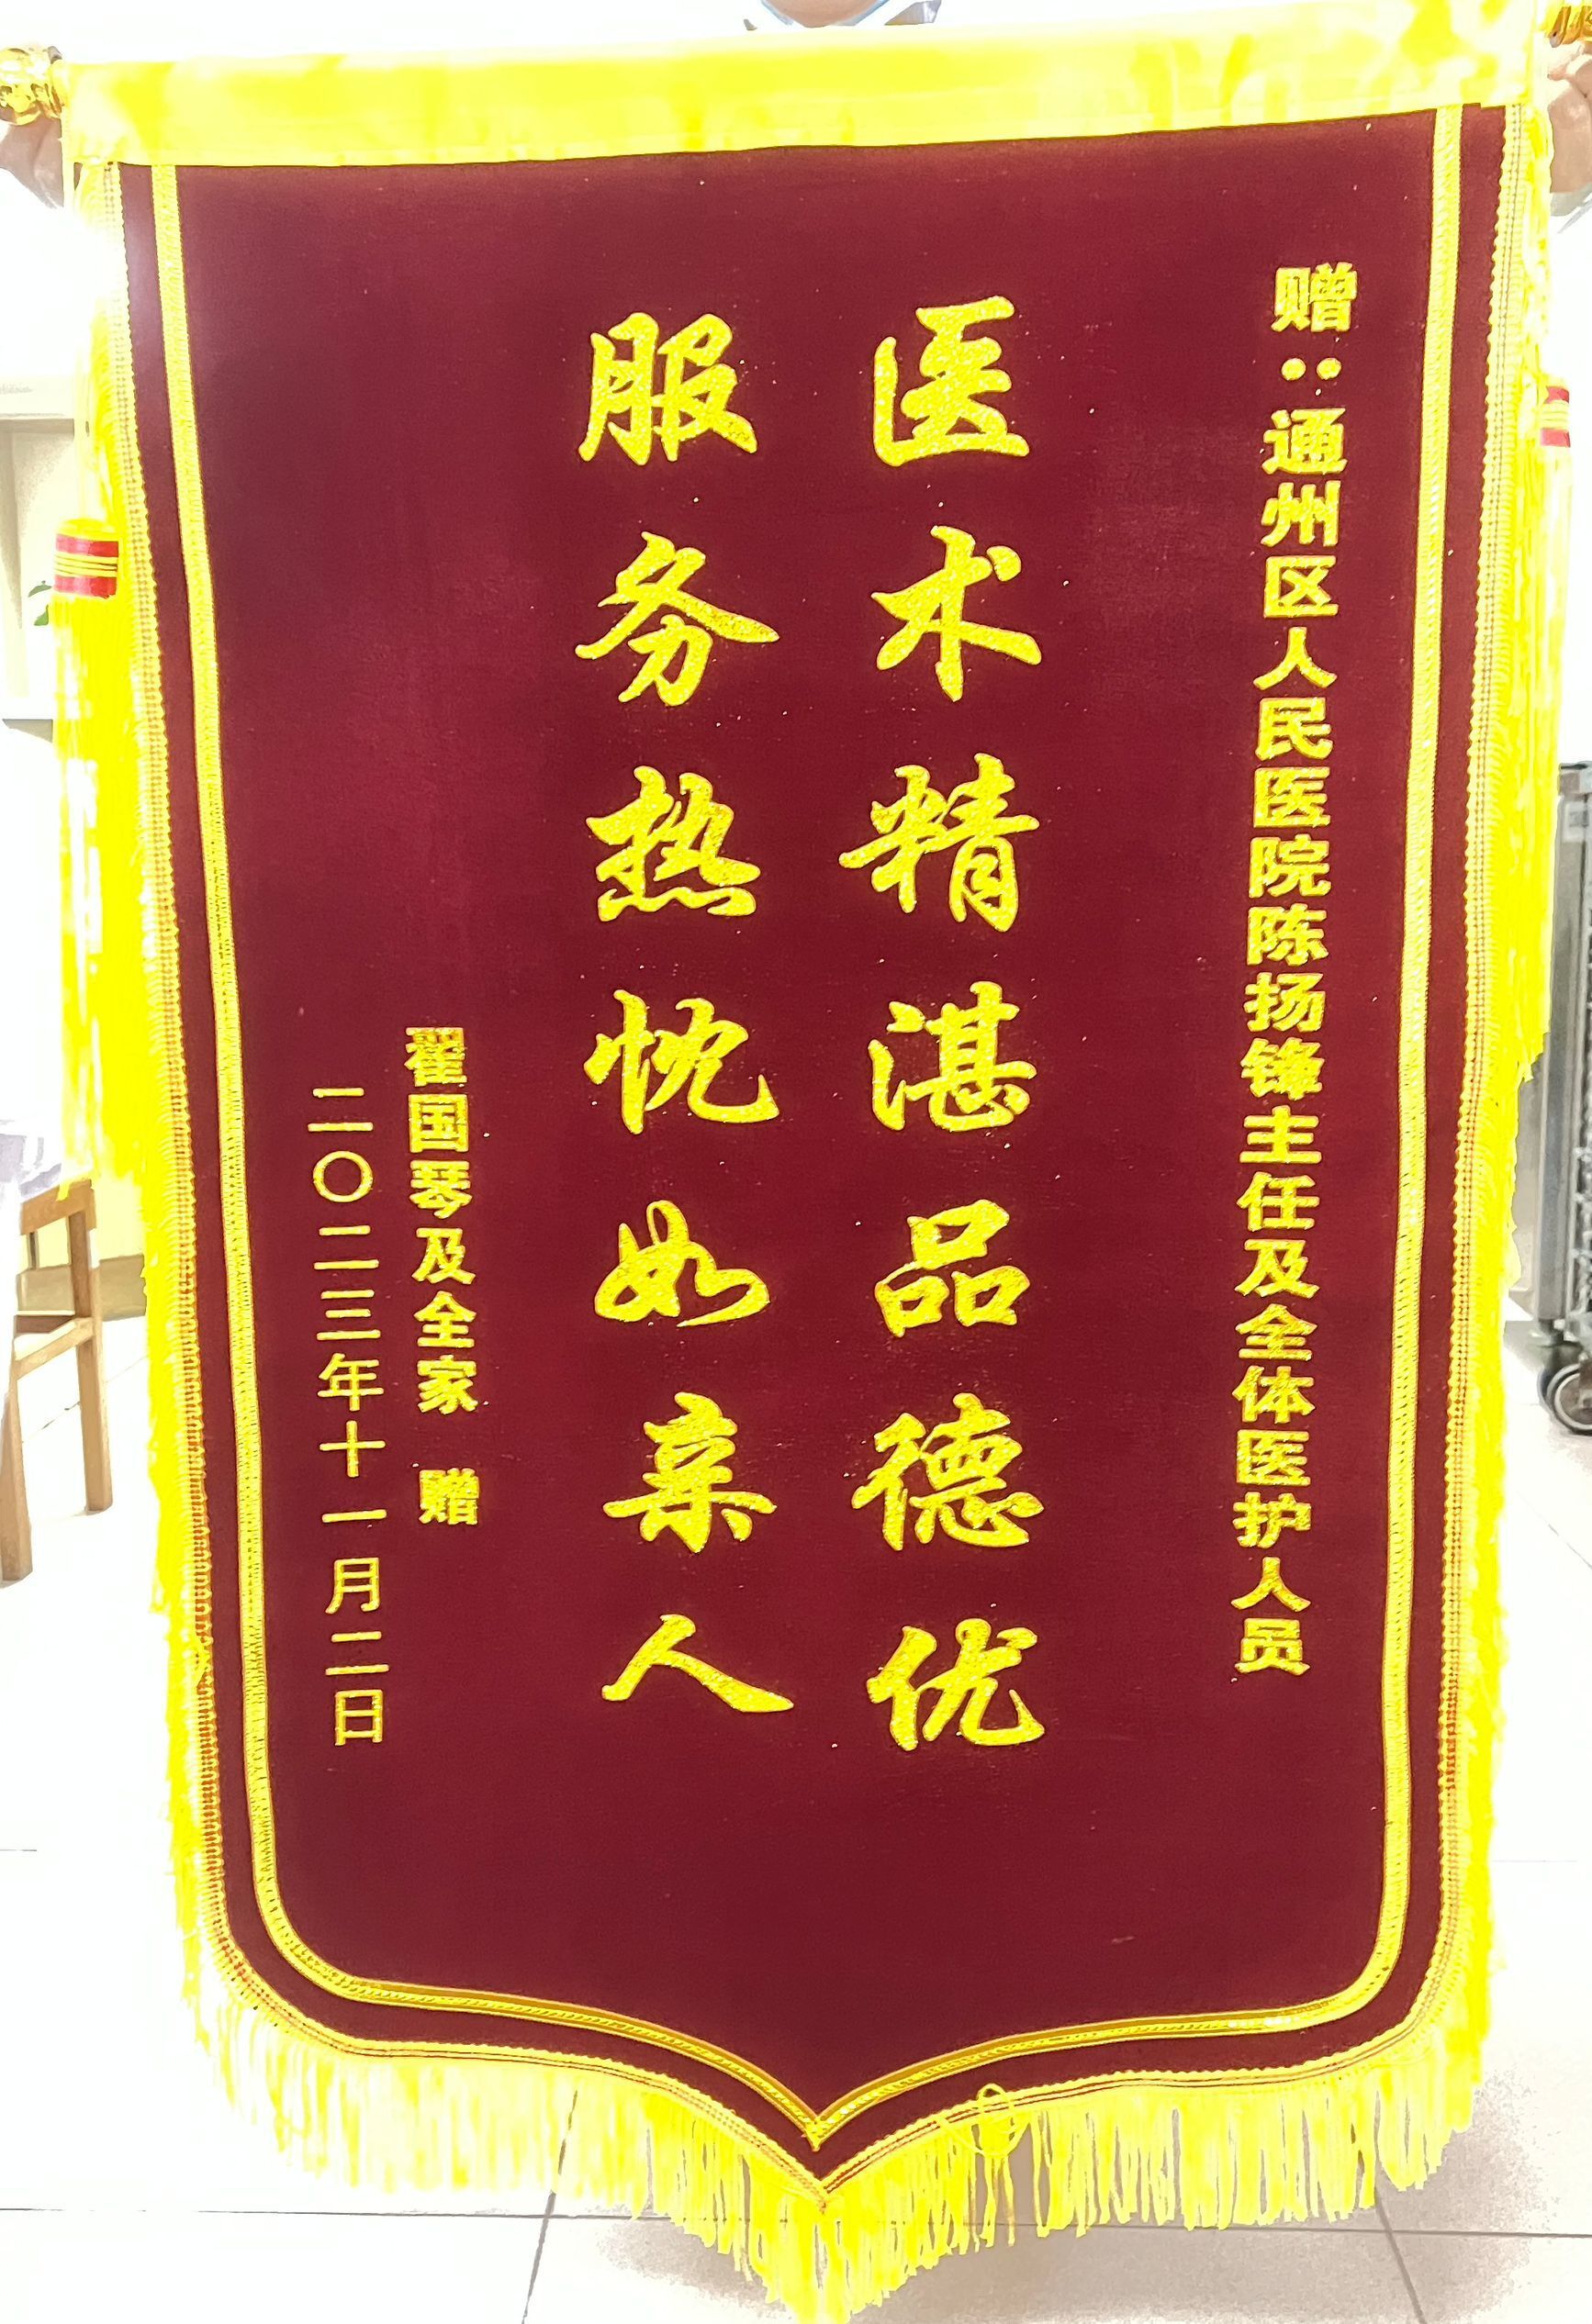 赠：通州区人民医院陈扬锋主任及全体医护人员
医术精湛品德优
服务热忱如亲人
翟国琴及全家 赠
二〇二三年十一月二日